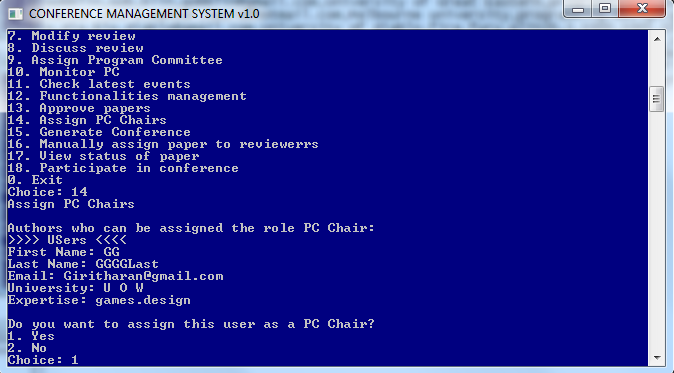 CONFERENCE MANAGEMENT SYSTEM v1.0
7. Modify review
8. Discuss review
9. Assign Program Committee
10. Monitor PC
11. Check latest events
12. Functionalities management
13. Approve papers
14. Assign PC Chairs
15. Generate Conference
16. Manually assign paper to reviewerrs
17. View status of paper
18. Participate in conference
0. Exit
Choice: 14
Assign PC Chairs
Authors who can be assigned the role PC Chair:
>>>> USers <<<<
First Name: GG
Last Name: GGGGLast
Email: Giritharan@gmail.com
University: U O W
Expertise: games.design
Do you want to assign this user as a PC Chair?
1. Yes
2. No
Choice: 1